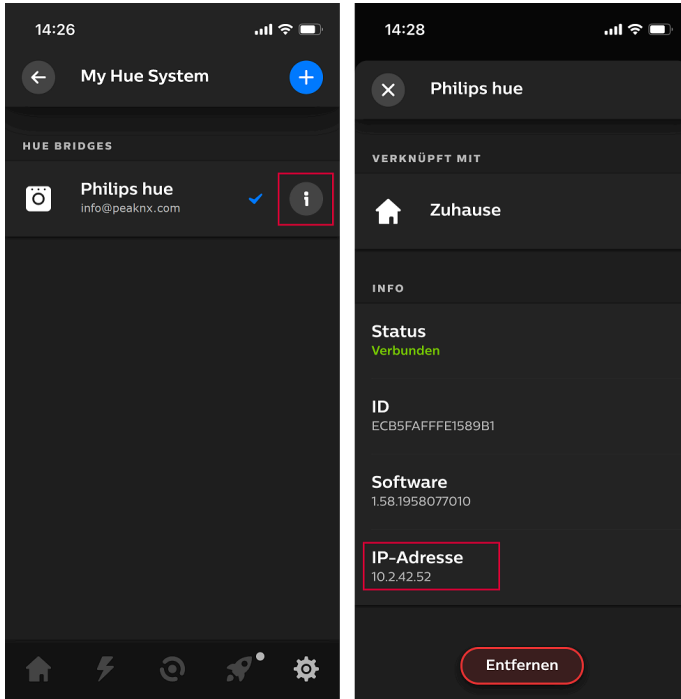 14:26
My Hue System
HUE BRIDGES
Philips hue
info@peaknx.com
14:28
Philips hue
VERKNÜPFT MIT
Zuhause
INFO
Status
Verbunden
ID
ECB5FAFFFE1589B1
Software
1.58.1958077010
IP-Adresse
10.2.42.52
Entfernen